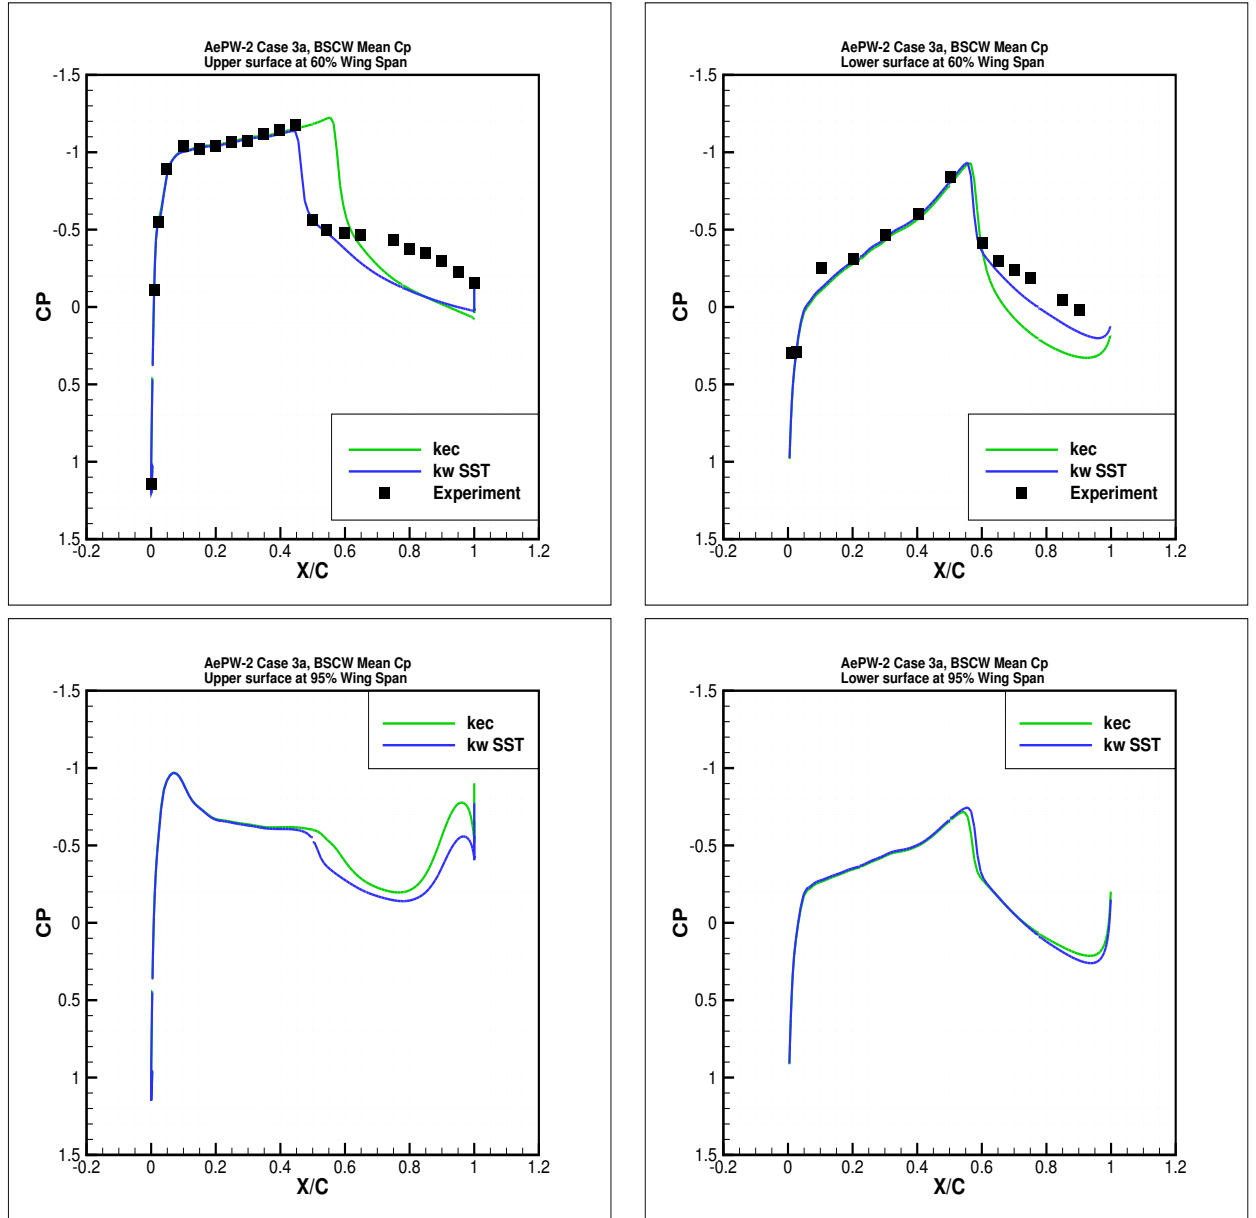 AePW-2 Case 3a, BSCW Mean Cp
Upper surface at 60% Wing Span
-1.5
-1
-0.5
0
0.5
1
1.5
CP
-0.2
0
0.2
0.4
0.6
0.8
1
1.2
X/C
kec
kw SST
Experiment
AePW-2 Case 3a, BSCW Mean Cp
Lower surface at 60% Wing Span
-1.5
-1
-0.5
0
0.5
1
1.5
CP
-0.2
0
0.2
0.4
0.6
0.8
1
1.2
X/C
kec
kw SST
Experiment
AePW-2 Case 3a, BSCW Mean Cp
Upper surface at 95% Wing Span
-1.5
-1
-0.5
0
0.5
1
1.5
CP
-0.2
0
0.2
0.4
0.6
0.8
1
1.2
X/C
kec
kw SST
AePW-2 Case 3a, BSCW Mean Cp
Lower surface at 95% Wing Span
-1.5
-1
-0.5
0
0.5
1
1.5
CP
-0.2
0
0.2
0.4
0.6
0.8
1
1.2
X/C
kec
kw SST